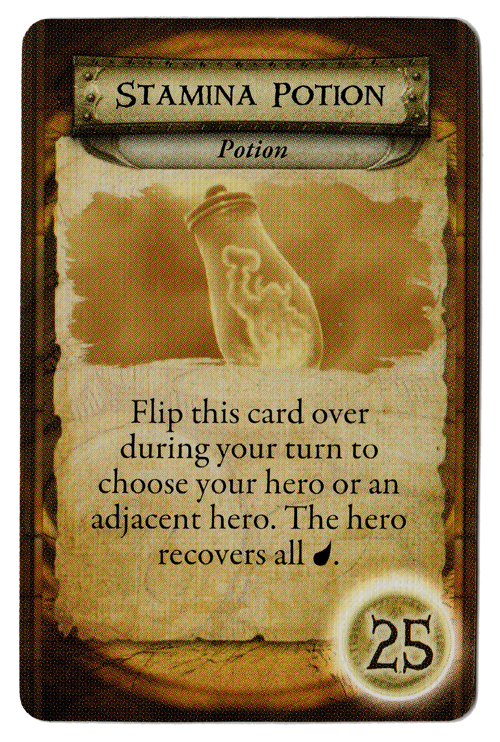 STAMINA POTION
Potion
Flip this card over
during your turn to
choose your hero or an
adjacent hero. The hero
recovers all .
25